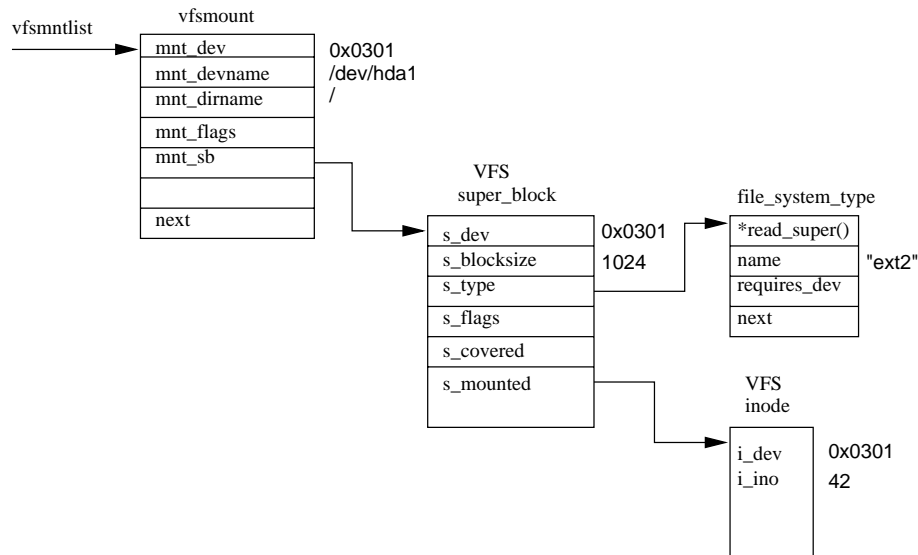 vfsmntlist
vfsmount
mnt_dev
0x0301
mnt_devname
/dev/hda1
mnt_dirname
/
mnt_flags
mnt_sb
next
VFS
super_block
s_dev
0x0301
s_blocksize
1024
s_type
s_flags
s_covered
s_mounted
file_system_type
*read_super()
name
"ext2"
requires_dev
next
VFS
inode
i_dev
0x0301
i_ino
42